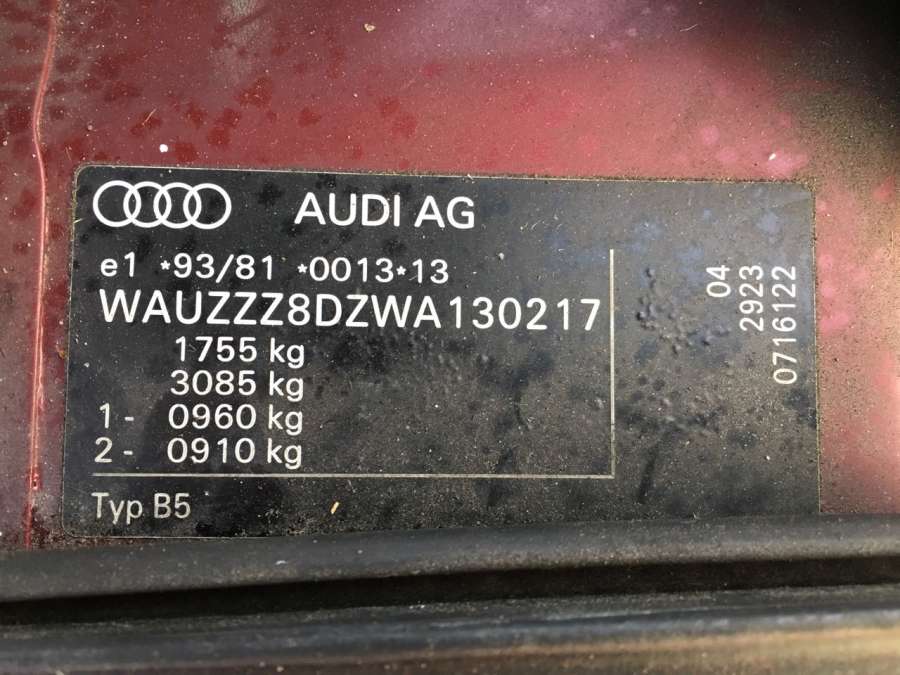 AUDI AG
e1 *93/81 *0013*13
WAUZZZ8DZWA130217
1755 kg
3085 kg
1- 0960 kg
2- 0910 kg
Typ B5
04
2923
0716122